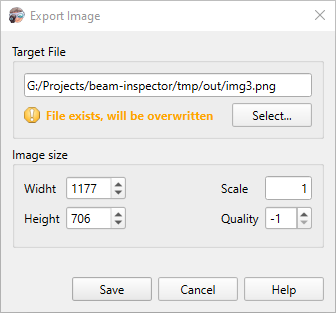 Export Image
Target File
G:/Projects/beam-inspector/tmp/out/img3.png
File exists, will be overwritten
Select...
Image size
Widht 1177 Scale 1
Height 706 Quality -1
Save Cancel Help